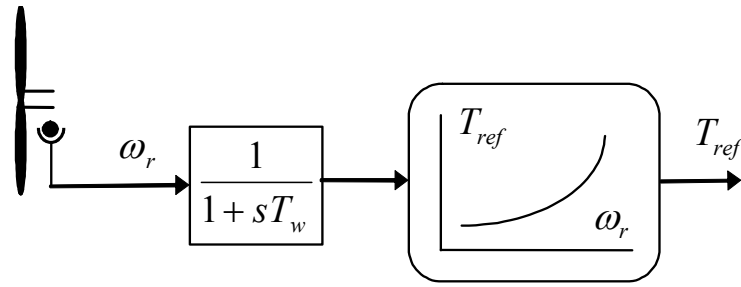 ω_r
1
1 + sT_w
T_ref
ω_r
T_ref